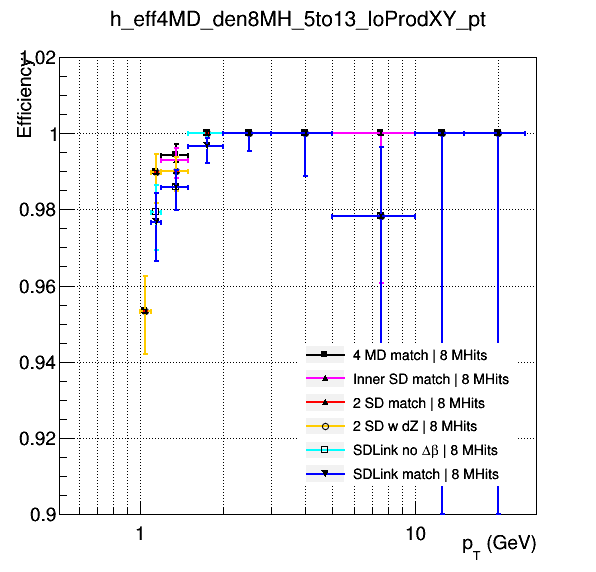 h_eff4MD_den8MH_5to13_loProdXY_pt
Efficiency
1.02
1
0.98
0.96
0.94
0.92
0.9
4 MD match | 8 MHits
Inner SD match | 8 MHits
2 SD match | 8 MHits
2 SD w dZ | 8 MHits
SDLink no Δβ | 8 MHits
SDLink match | 8 MHits
1 10
p_T (GeV)